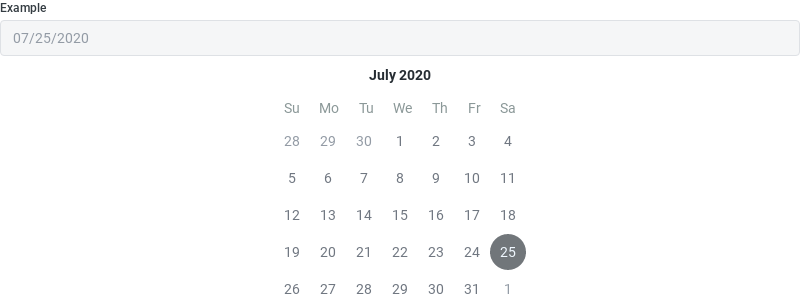 Example
07/25/2020
July 2020
Su Mo Tu We Th Fr Sa
28 29 30 1 2 3 4
5 6 7 8 9 10 11
12 13 14 15 16 17 18
19 20 21 22 23 24 25
26 27 28 29 30 31 1